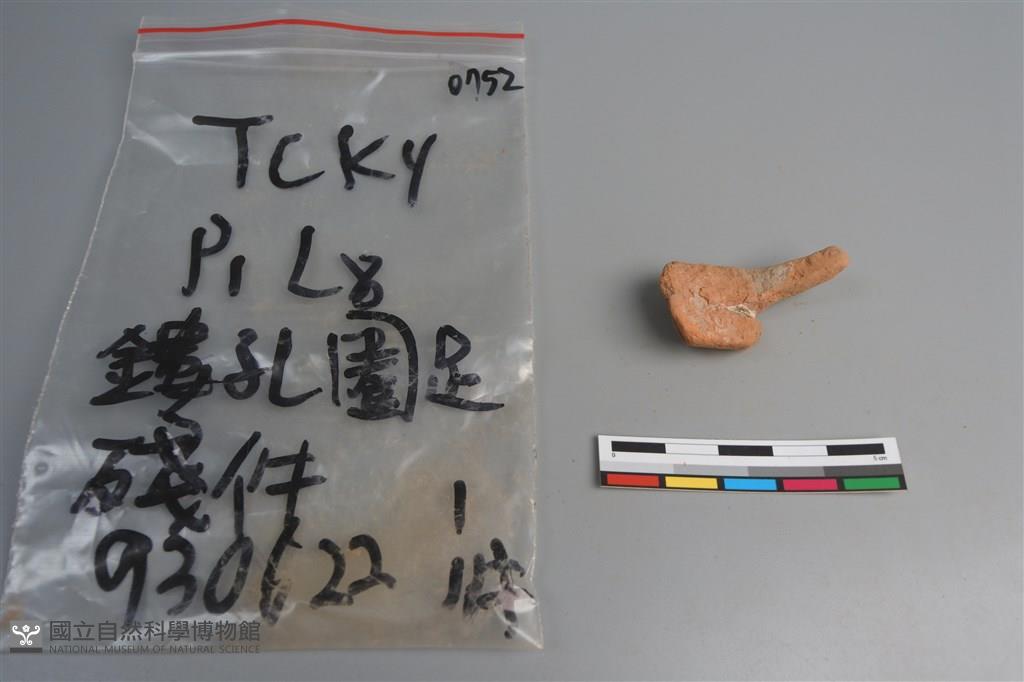 0752
TCKY
P1 L8
鏤孔圈足
殘件
930622 1件
0 5 cm
國立自然科學博物館
NATIONAL MUSEUM OF NATURAL SCIENCE